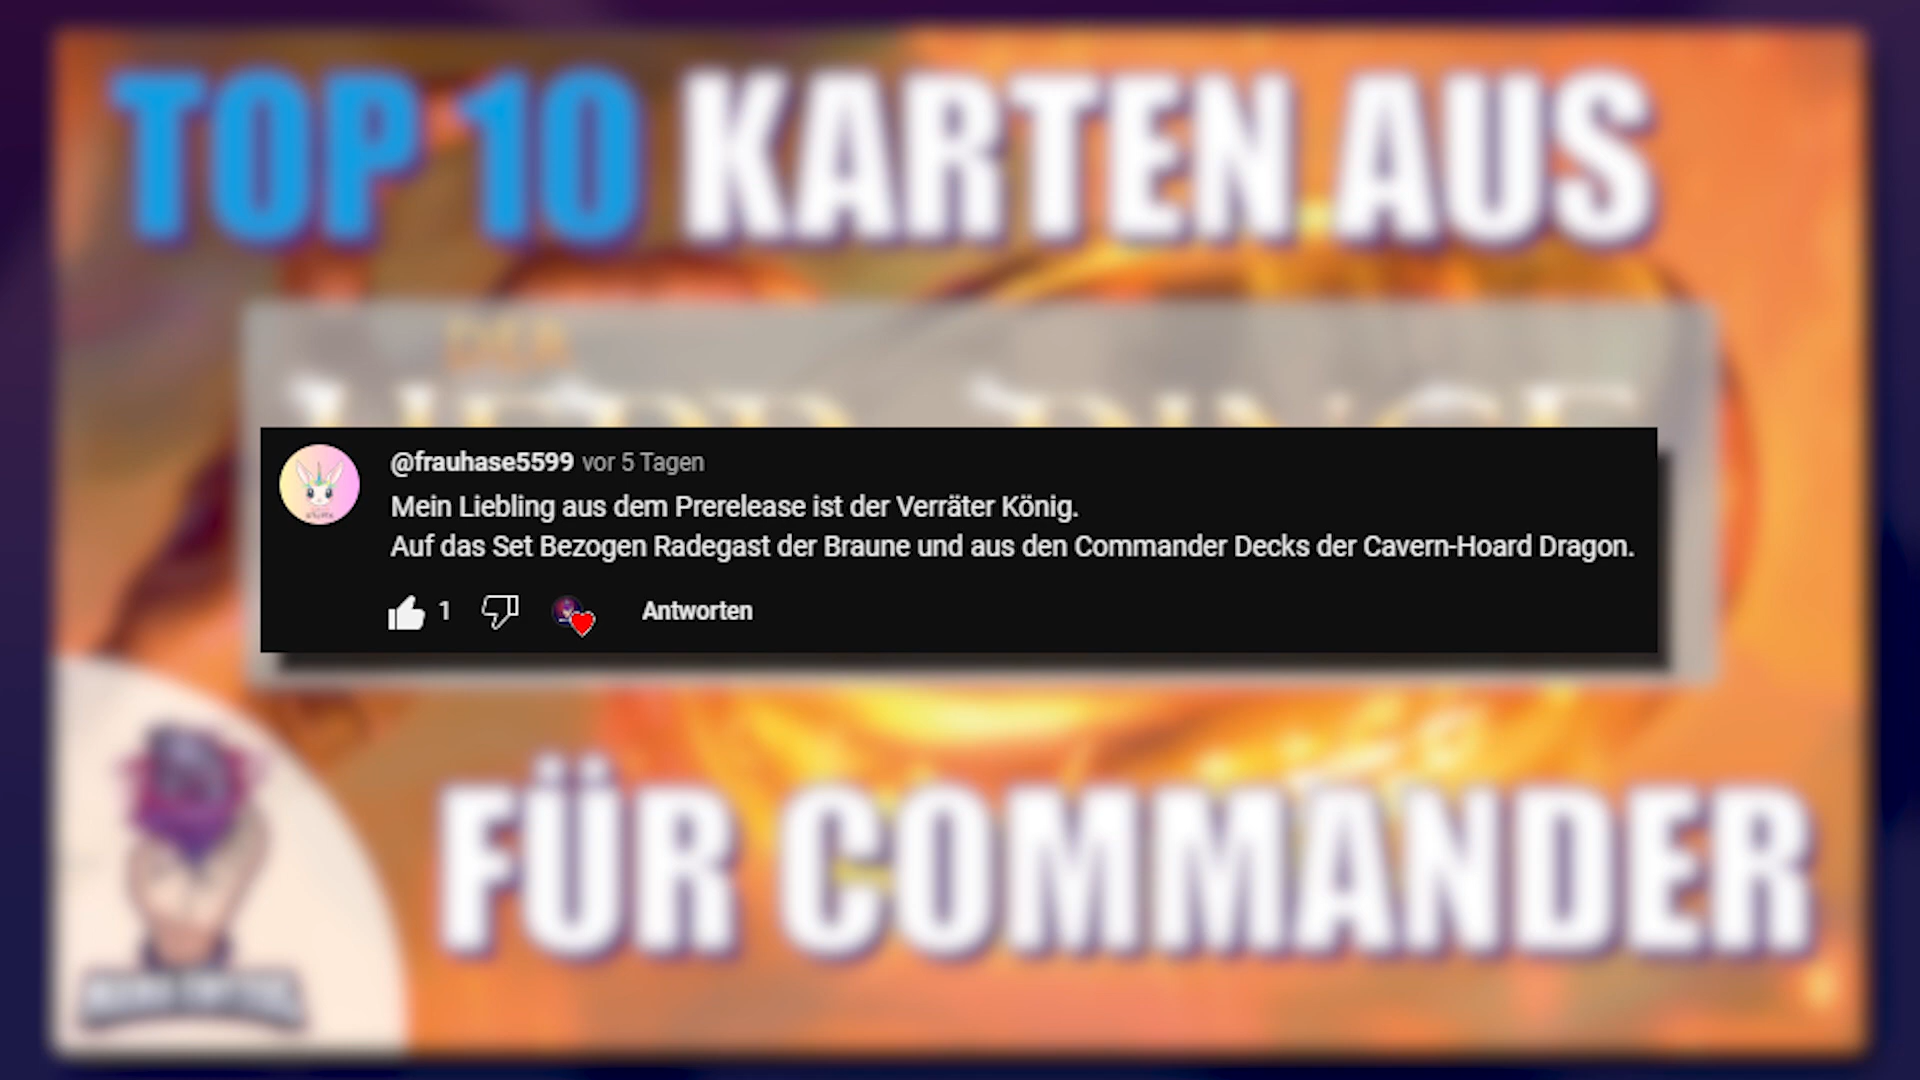 TOP 10 KARTEN AUS
DER
@frauhase5599 vor 5 Tagen
Mein Liebling aus dem Prerelease ist der Verräter König.
Auf das Set Bezogen Radegast der Braune und aus den Commander Decks der Cavern-Hoard Dragon.
1
Antworten
FÜR COMMANDER